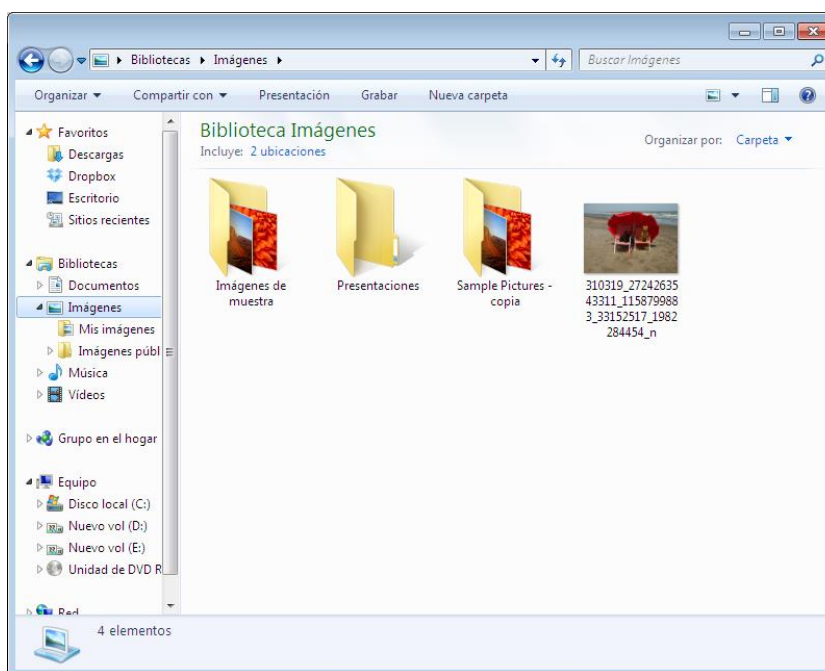 Bibliotecas Imágenes
Buscar Imágenes
Organizar Compartir con Presentación Grabar Nueva carpeta
Favoritos
Descargas
Dropbox
Escritorio
Sitios recientes
Bibliotecas
Documentos
Imágenes
Mis imágenes
Imágenes públ
Música
Vídeos
Grupo en el hogar
Equipo
Disco local (C:)
Nuevo vol (D:)
Nuevo vol (E:)
Unidad de DVD R
Red
Biblioteca Imágenes
Incluye: 2 ubicaciones
Organizar por: Carpeta
Imágenes de
muestra
Presentaciones
Sample Pictures -
copia
310319_27242635
43311_115879988
3_33152517_1982
284454_n
4 elementos